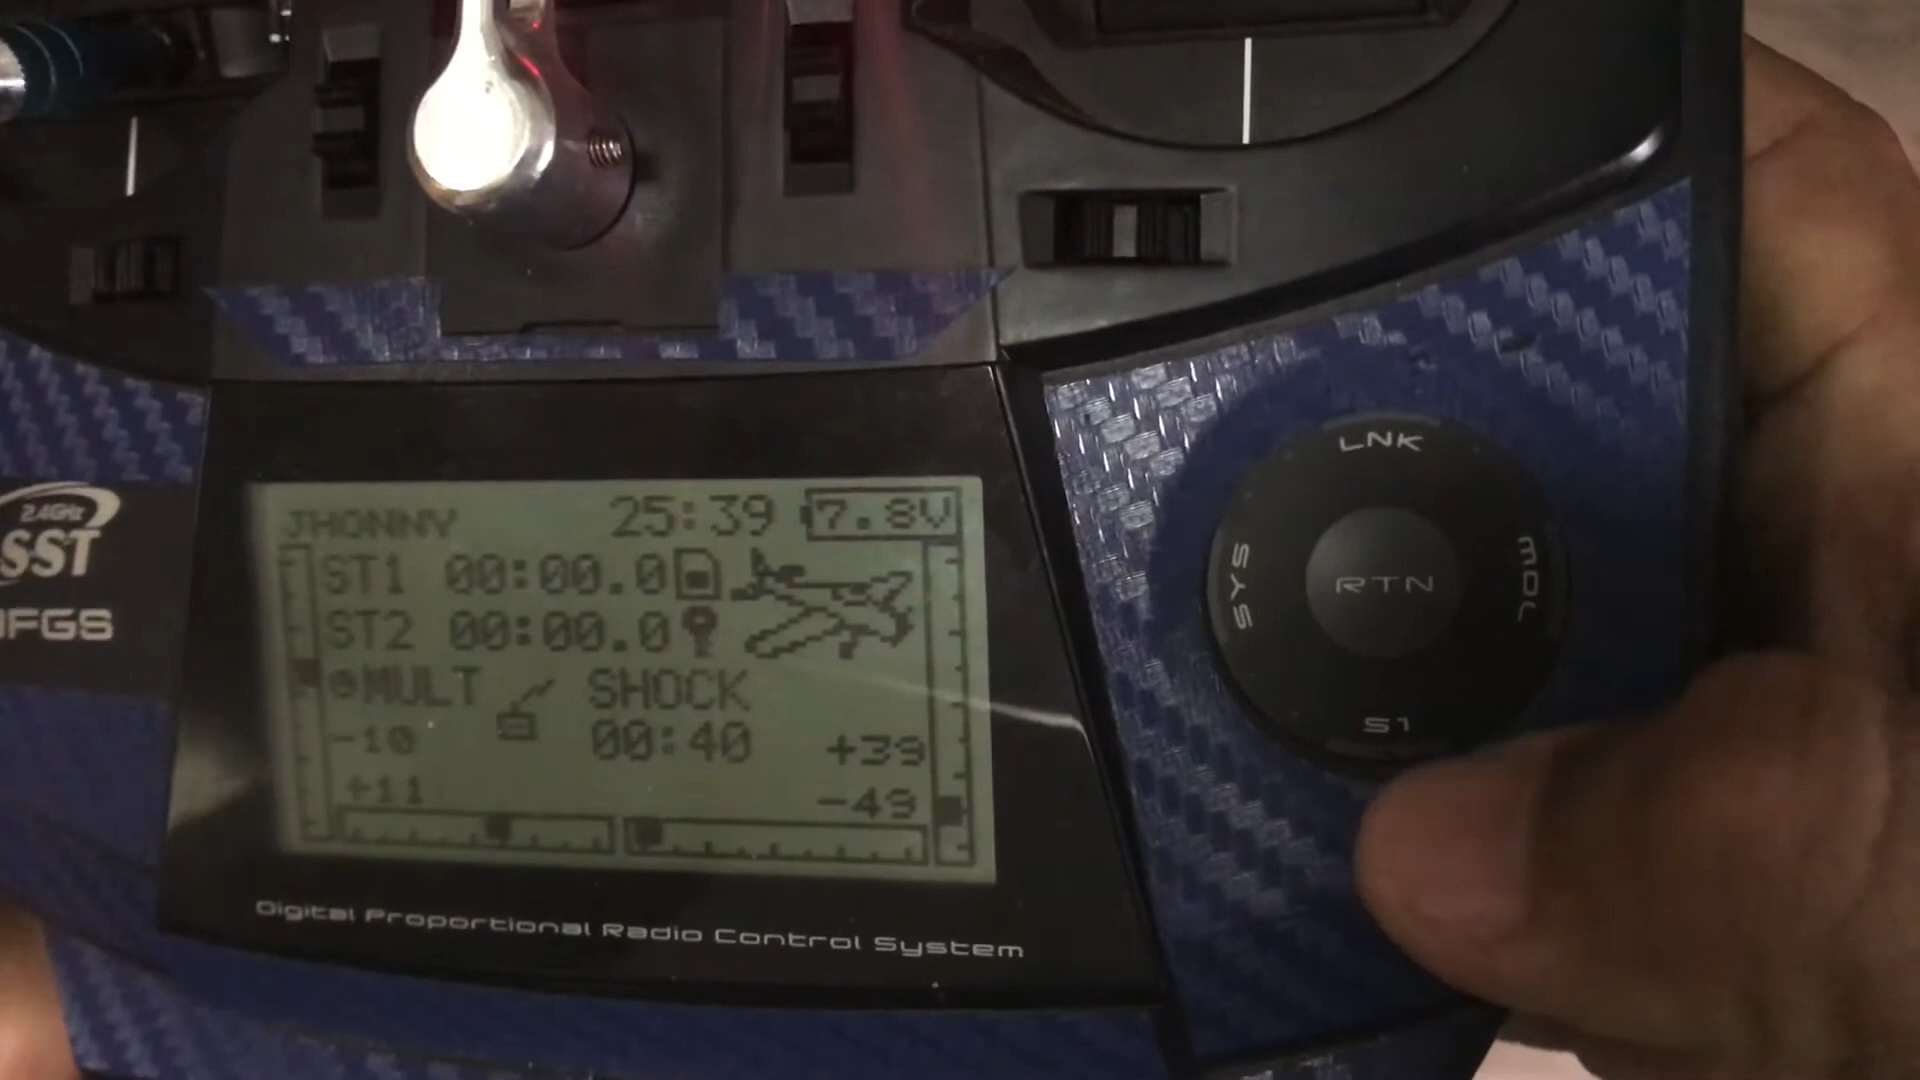 JHONNY 25:39 7.8V
ST1 00:00.0
ST2 00:00.0
MULT SHOCK
-10 00:40 +39
+11 -49
Digital Proportional Radio Control System
2.4GHz
SST
FGS
LNK
SYS RTN MDL
S1